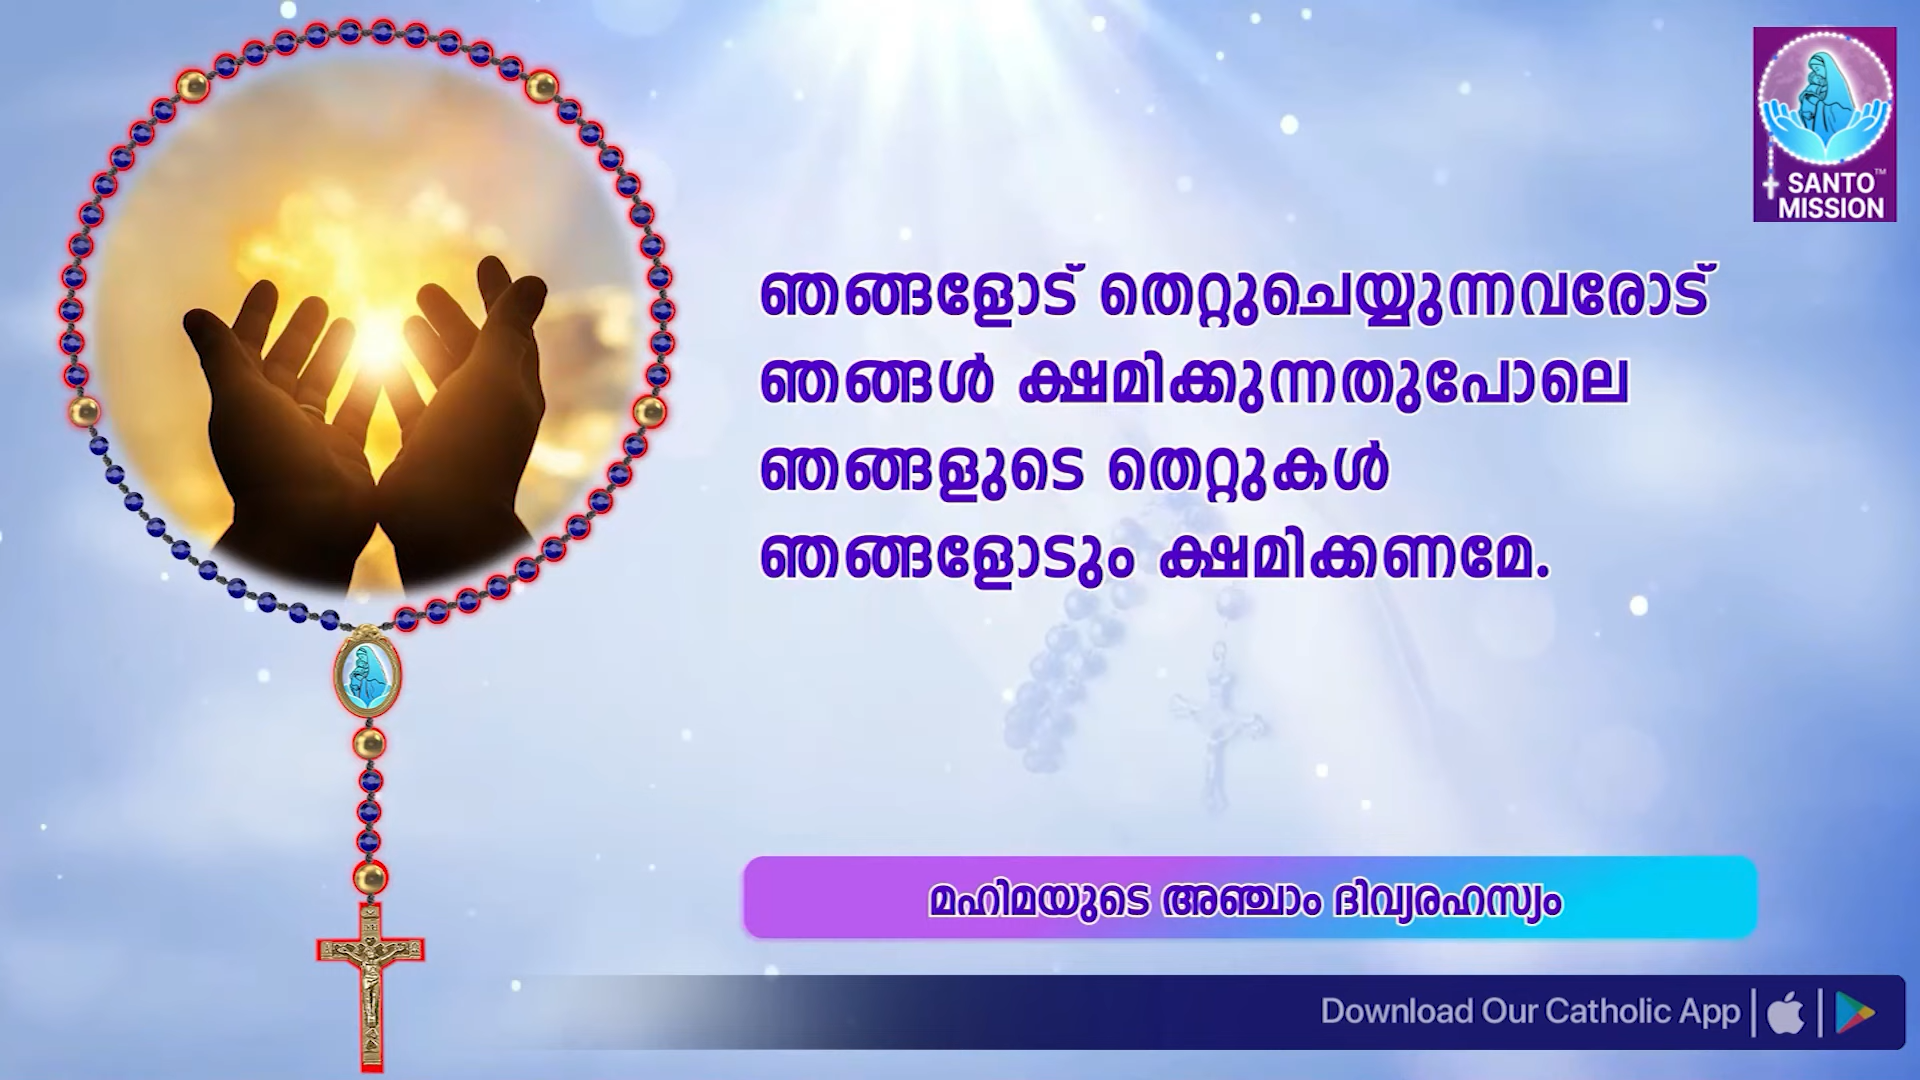 SANTO™
MISSION
ഞങ്ങളോട് തെറ്റുചെയ്യുന്നവരോട്
ഞങ്ങൾ ക്ഷമിക്കുന്നതുപോലെ
ഞങ്ങളുടെ തെറ്റുകൾ
ഞങ്ങളോടും ക്ഷമിക്കണമേ.
മഹിമയുടെ അഞ്ചാം ദിവ്യരഹസ്യം
Download Our Catholic App